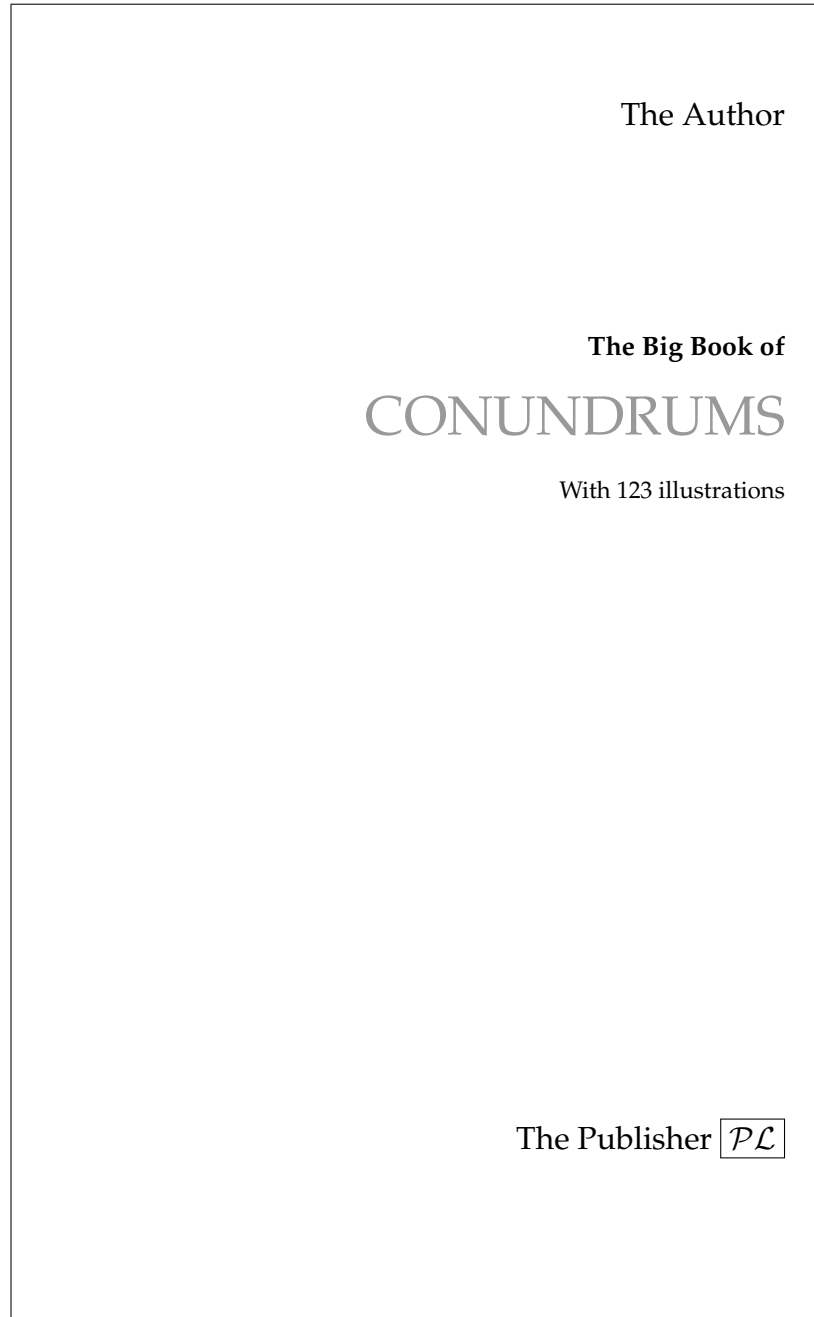 The Author
The Big Book of
CONUNDRUMS
With 123 illustrations
The Publisher PL